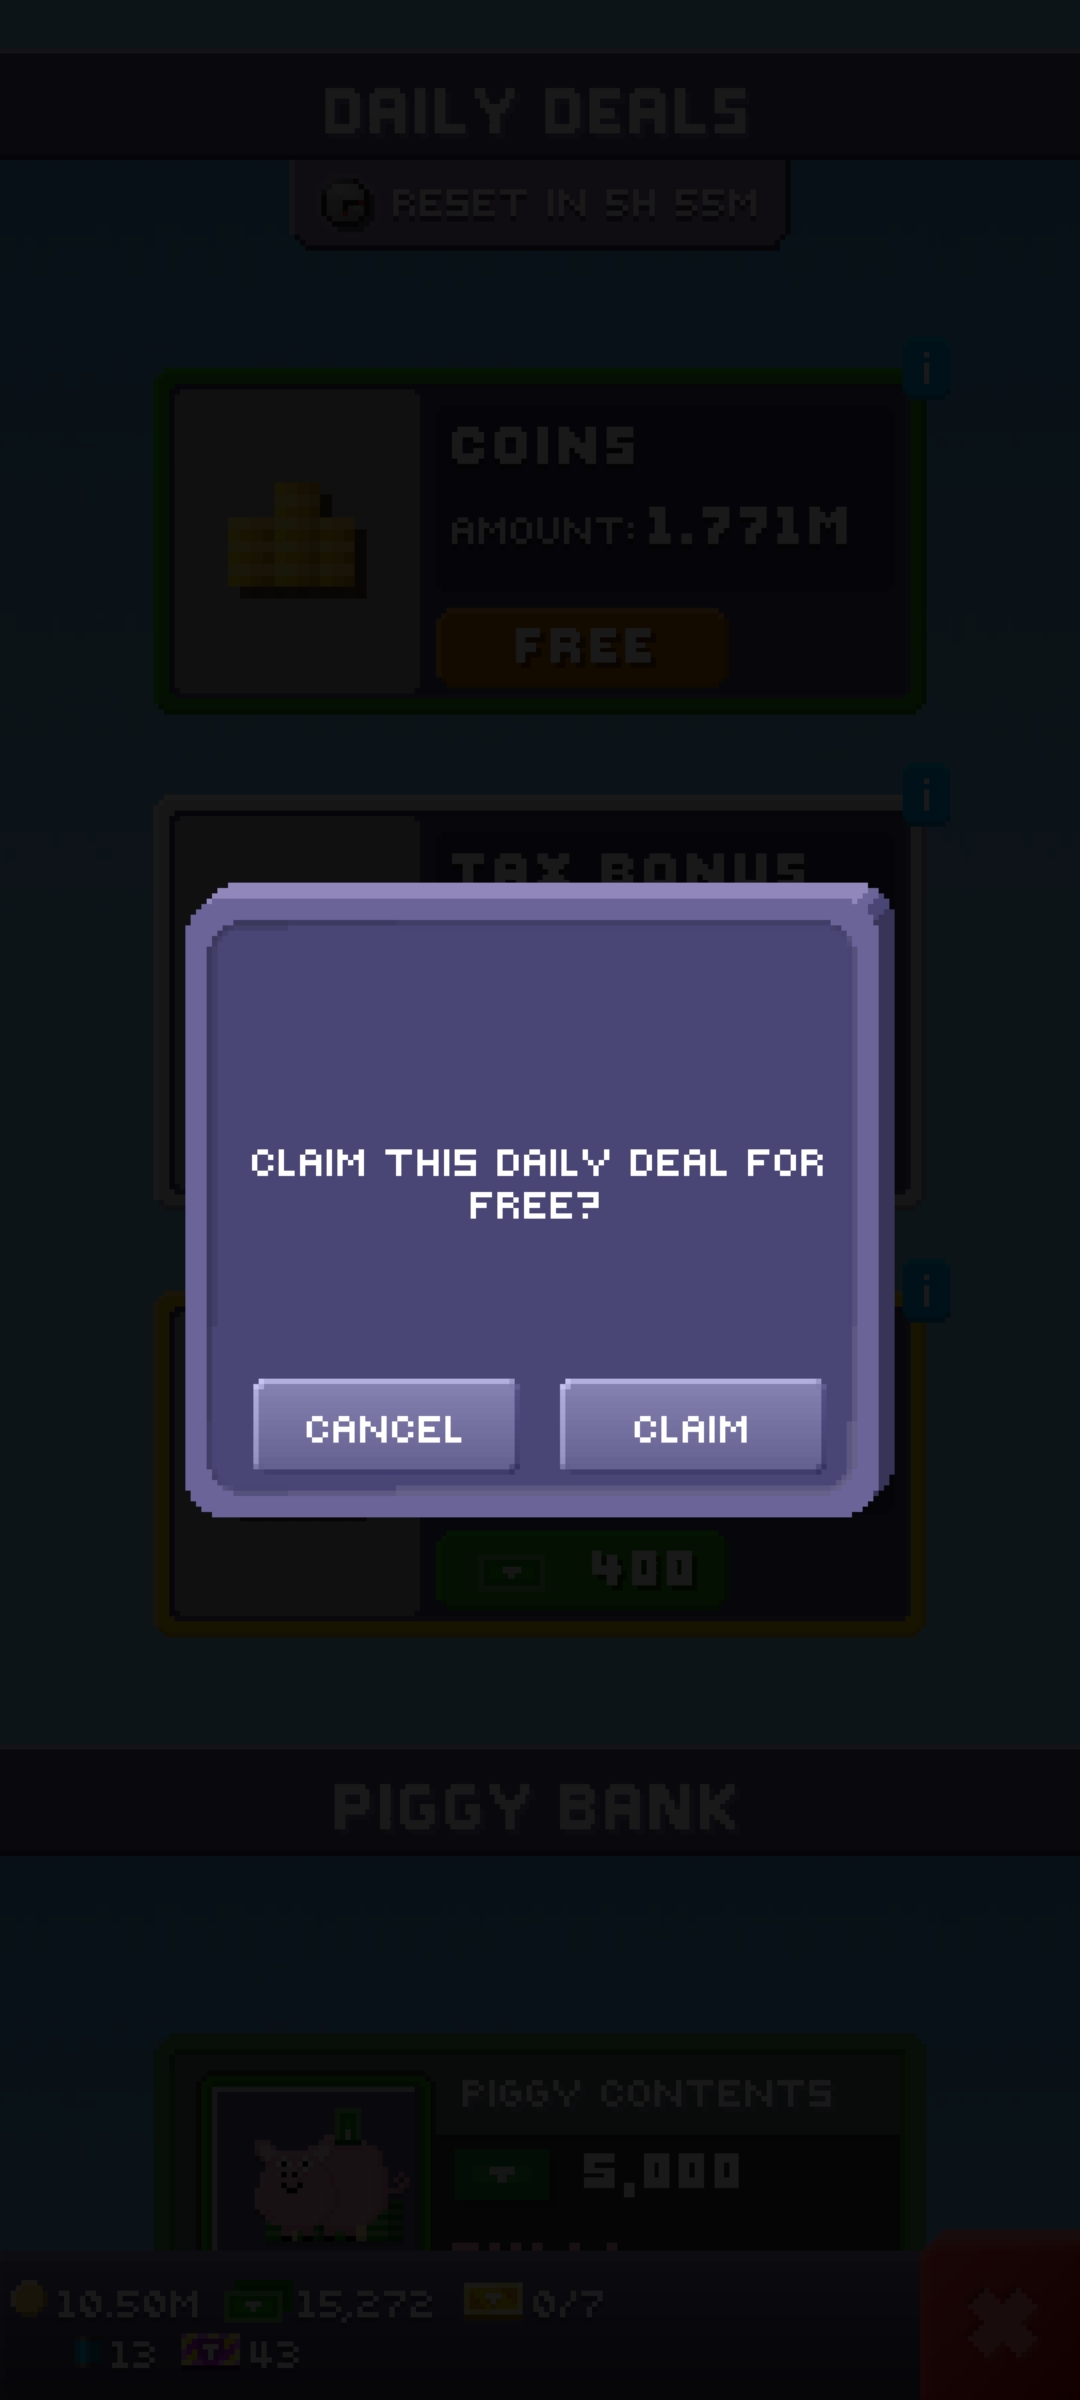 DAILY DEALS
RESET IN 5H 55M
i
COINS
AMOUNT: 1.771M
FREE
i
TAX BONUS
CLAIM THIS DAILY DEAL FOR
FREE?
i
CANCEL CLAIM
400
PIGGY BANK
PIGGY CONTENTS
5,000
10.50M 15,272 0/7
13 43